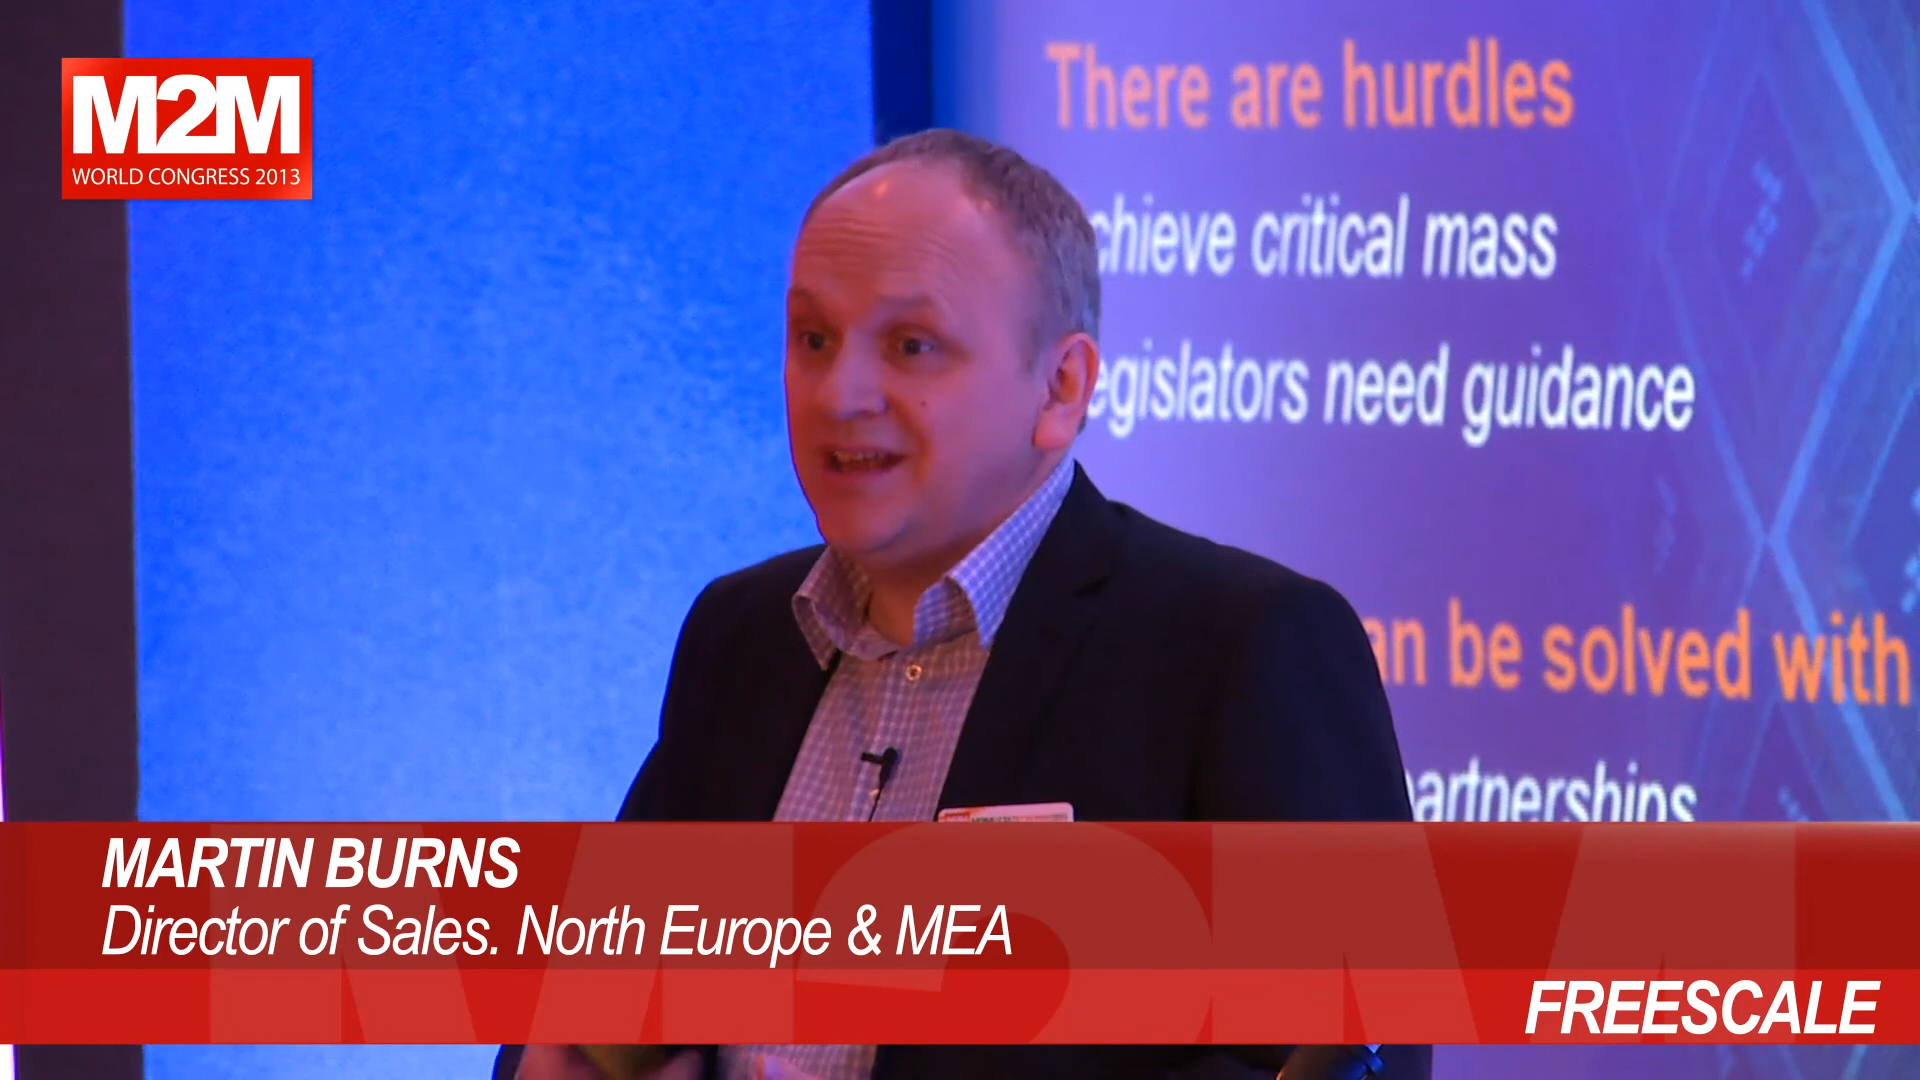 M2M
WORLD CONGRESS 2013
There are hurdles
chieve critical mass
egislators need guidance
an be solved with
artnerships
MARTIN BURNS
Director of Sales. North Europe & MEA
FREESCALE